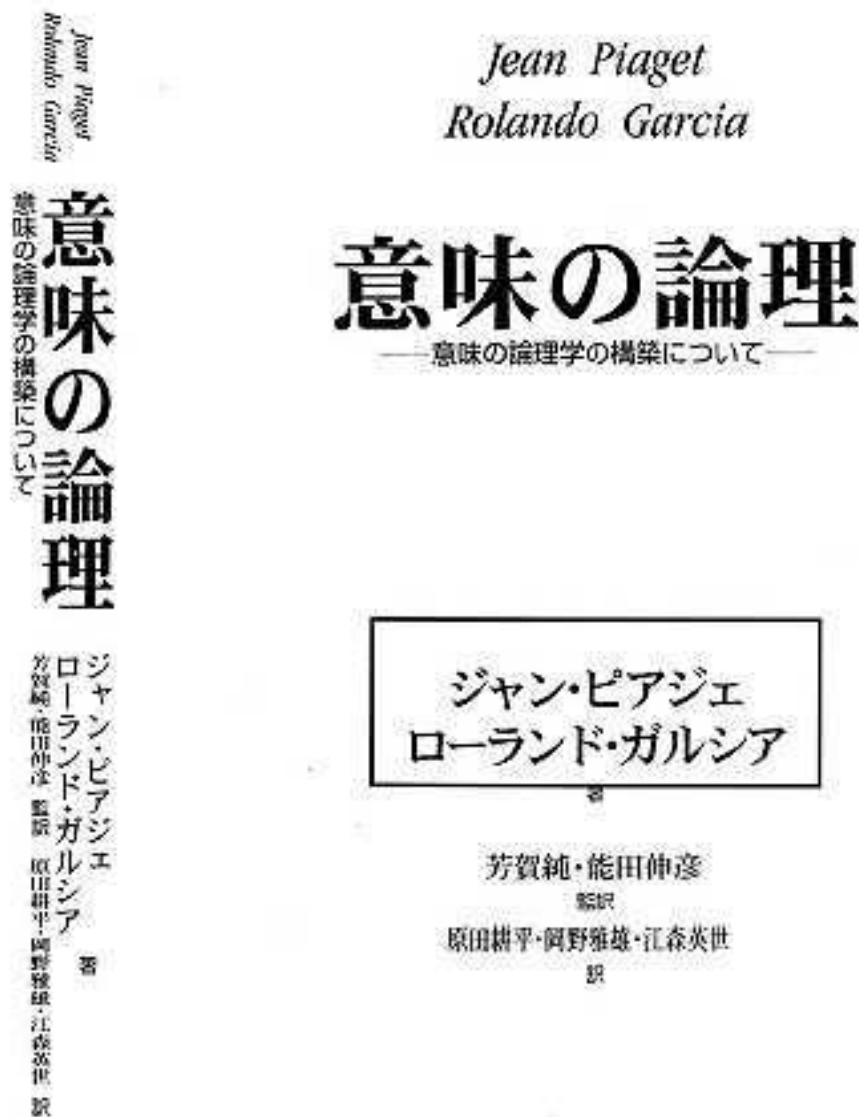 Jean Piaget
Rolando Garcia
意味の論理
意味の論理学の構築について
ジャン・ピアジェ
ローランド・ガルシア
著
芳賀純・能田伸彦 監訳 原田耕平・岡野雅雄・江森英世 訳
Jean Piaget
Rolando Garcia
意味の論理
——意味の論理学の構築について——
ジャン・ピアジェ
ローランド・ガルシア
著
芳賀純・能田伸彦
監訳
原田耕平・岡野雅雄・江森英世
訳